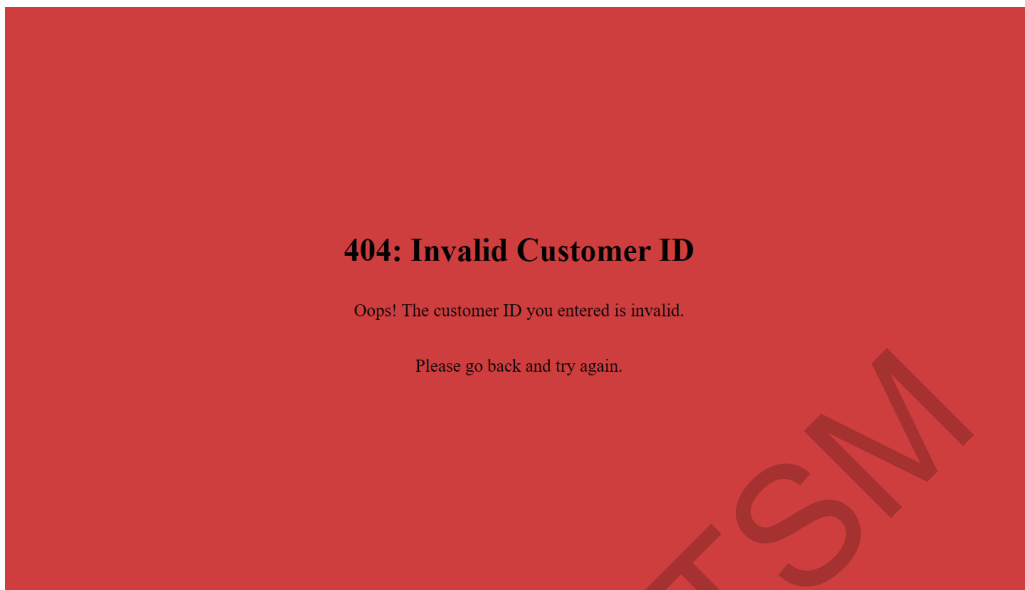 404: Invalid Customer ID
Oops! The customer ID you entered is invalid.
Please go back and try again.
TSM